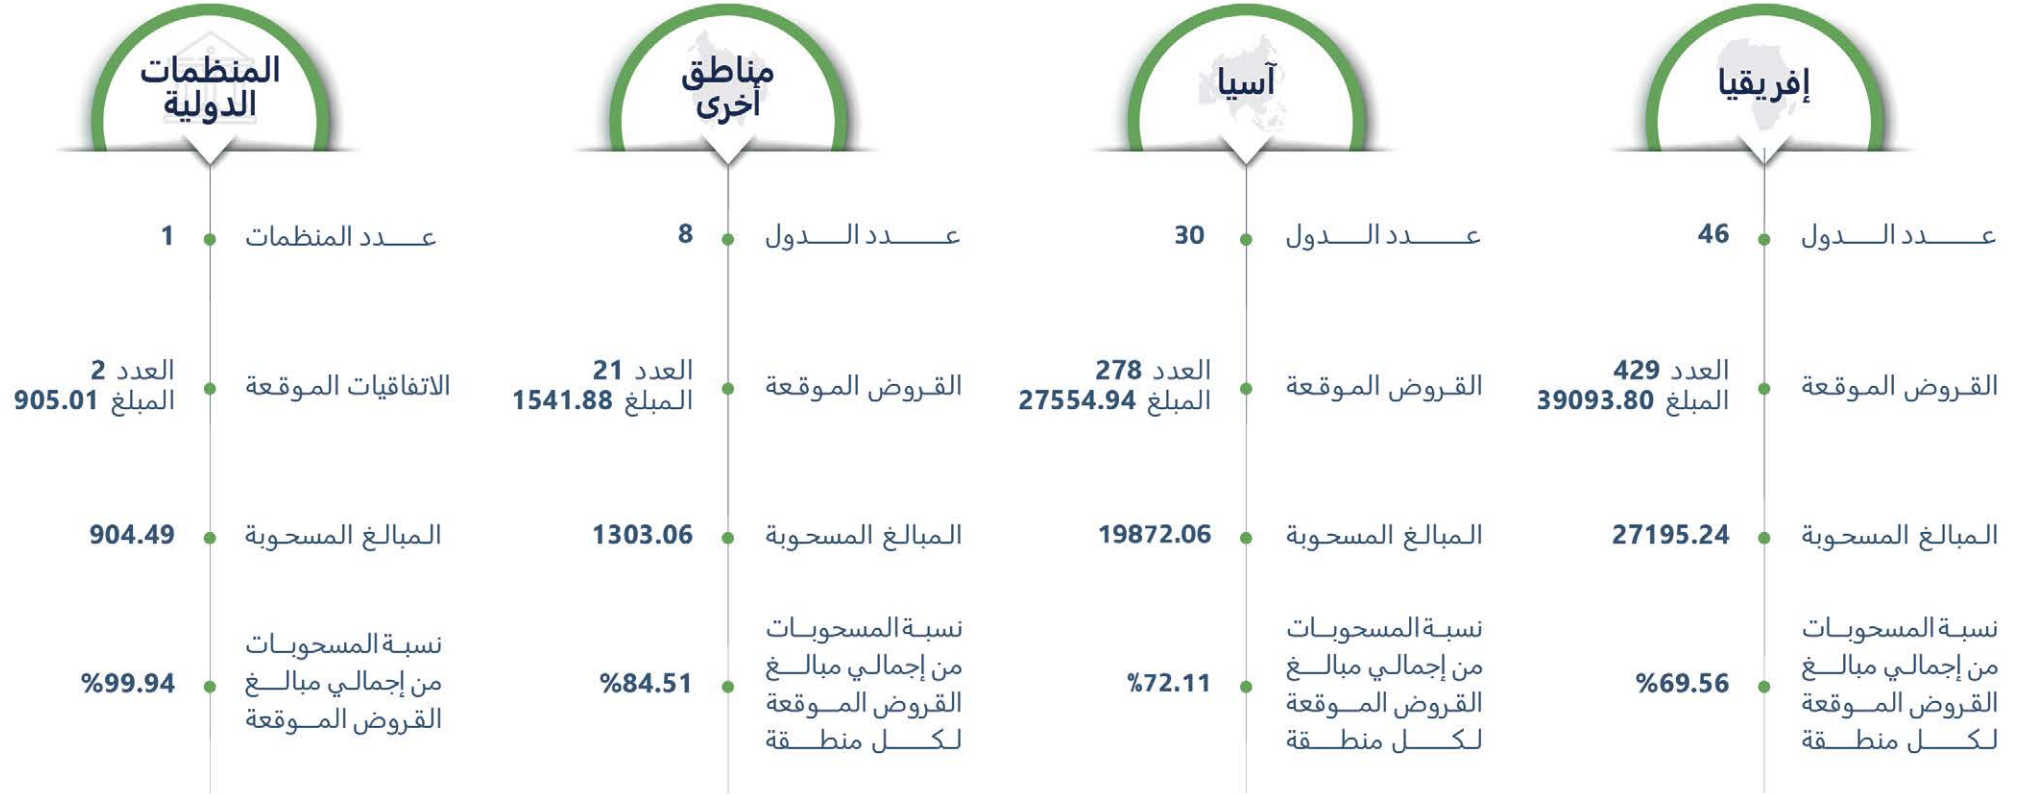 إفريقيا
عدد الدول
46
القروض الموقعة
العدد 429
المبلغ 39093.80
المبالغ المسحوبة
27195.24
نسبة المسحوبات
من إجمالي مبالغ
القروض الموقعة
لكل منطقة
%69.56
آسيا
عدد الدول
30
القروض الموقعة
العدد 278
المبلغ 27554.94
المبالغ المسحوبة
19872.06
نسبة المسحوبات
من إجمالي مبالغ
القروض الموقعة
لكل منطقة
%72.11
مناطق
أخرى
عدد الدول
8
القروض الموقعة
العدد 21
المبلغ 1541.88
المبالغ المسحوبة
1303.06
نسبة المسحوبات
من إجمالي مبالغ
القروض الموقعة
لكل منطقة
%84.51
المنظمات
الدولية
عدد المنظمات
1
الاتفاقيات الموقعة
العدد 2
المبلغ 905.01
المبالغ المسحوبة
904.49
نسبة المسحوبات
من إجمالي مبالغ
القروض الموقعة
%99.94